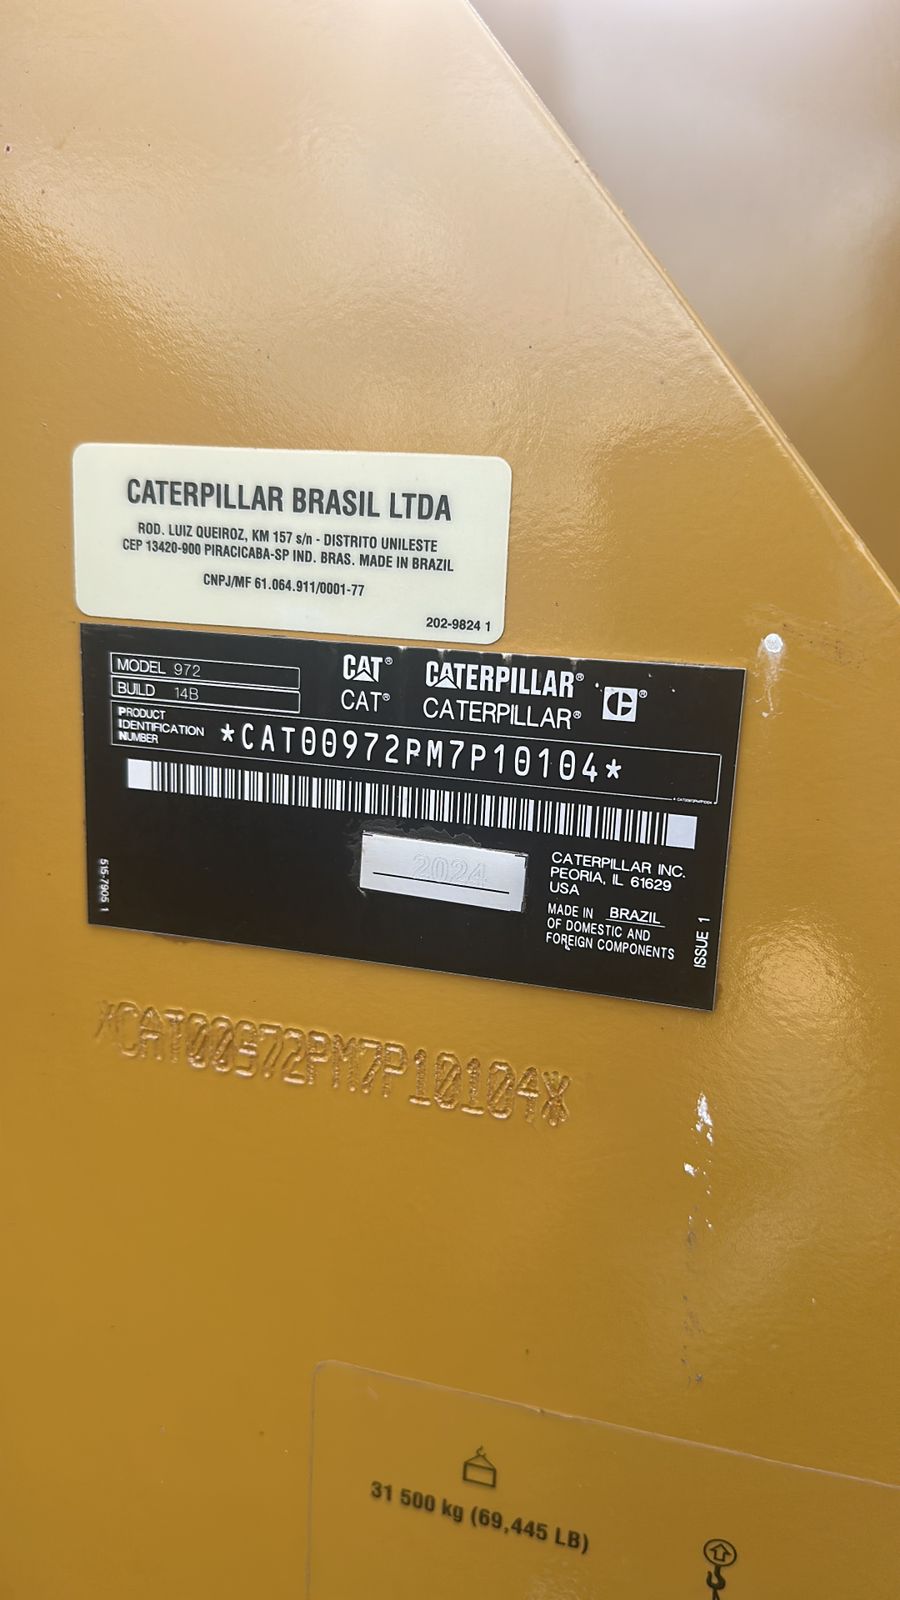 CATERPILLAR BRASIL LTDA
ROD. LUIZ QUEIROZ, KM 157 s/n - DISTRITO UNILESTE
CEP 13420-900 PIRACICABA-SP IND. BRAS. MADE IN BRAZIL
CNPJ/MF 61.064.911/0001-77
202-9824 1
MODEL 972
BUILD 14B
CAT® CATERPILLAR®
CAT® CATERPILLAR®
PRODUCT
IDENTIFICATION
NUMBER
*CAT00972PM7P10104*
2024
515-7905 1
CATERPILLAR INC.
PEORIA, IL 61629
USA
MADE IN BRAZIL
OF DOMESTIC AND
FOREIGN COMPONENTS
ISSUE 1
*CAT00972PM7P10104*
31 500 kg (69,445 LB)